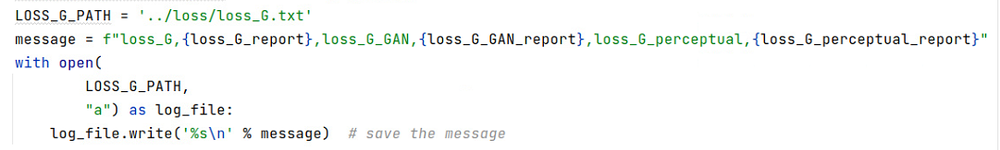 LOSS_G_PATH = '../loss/loss_G.txt'
message = f"loss_G,{loss_G_report},loss_G_GAN,{loss_G_GAN_report},loss_G_perceptual,{loss_G_perceptual_report}"
with open(
        LOSS_G_PATH,
        "a") as log_file:
    log_file.write('%s\n' % message)  # save the message